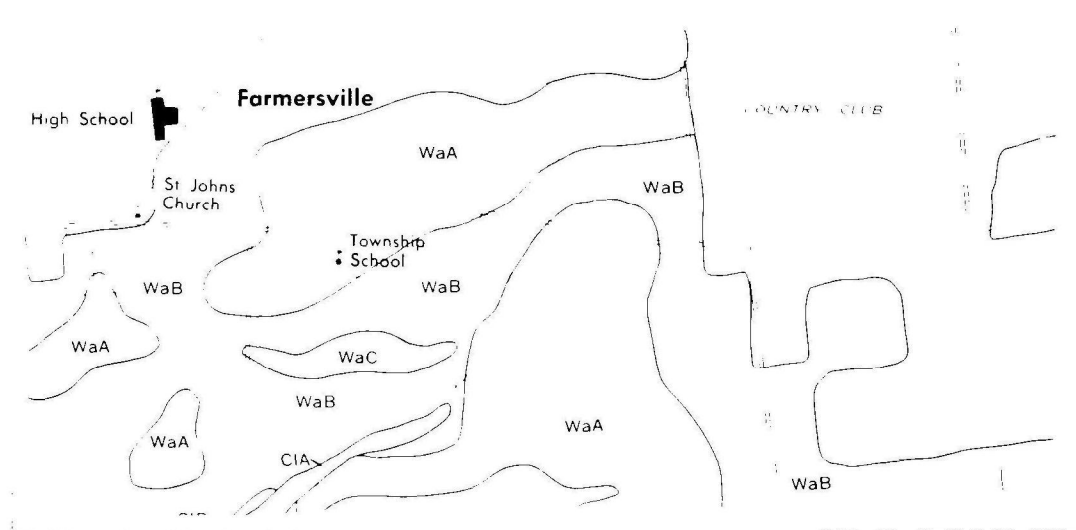 Farmersville
High School
COUNTRY CLUB
WaA
St Johns
Church
WaB
Township
School
WaB
WaB
WaA
WaC
WaB
WaA
WaA
ClA
WaB